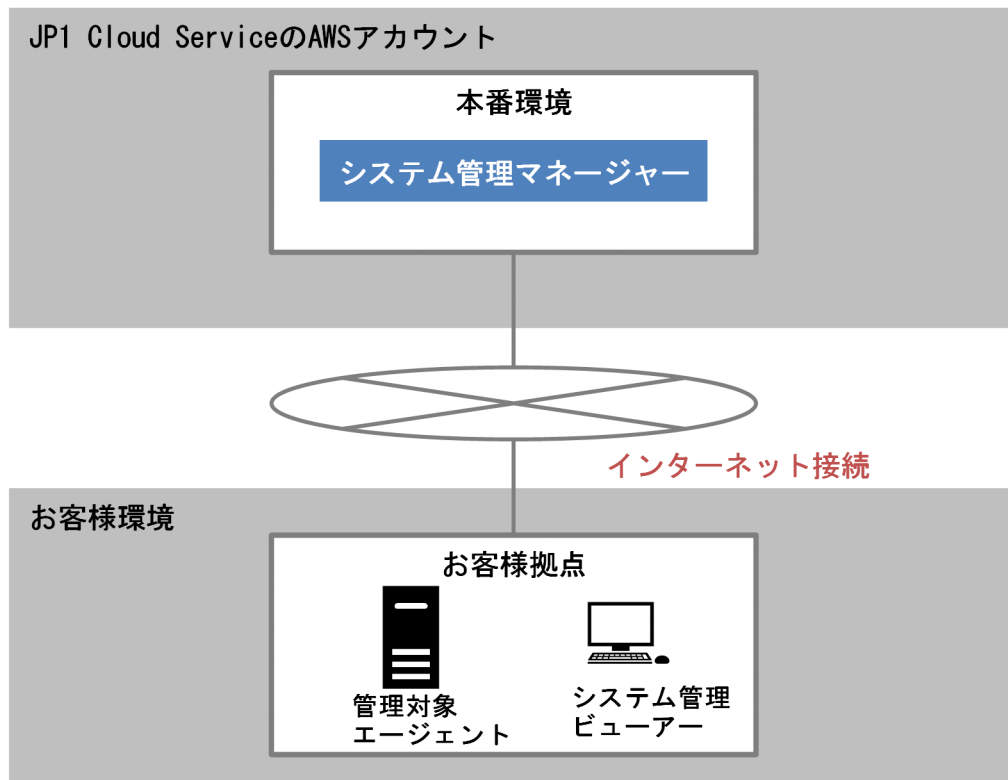 JP1 Cloud ServiceのAWSアカウント
本番環境
システム管理マネージャー
インターネット接続
お客様環境
お客様拠点
管理対象
エージェント
システム管理
ビューアー